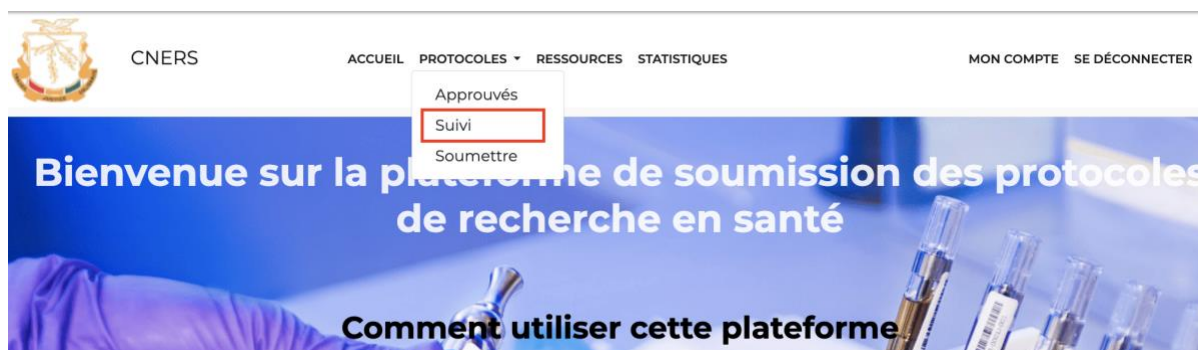 CNERS
ACCUEIL PROTOCOLES RESSOURCES STATISTIQUES
MON COMPTE SE DÉCONNECTER
Approuvés
Suivi
Soumettre
Bienvenue sur la plateforme de soumission des protocoles
de recherche en santé
Comment utiliser cette plateforme